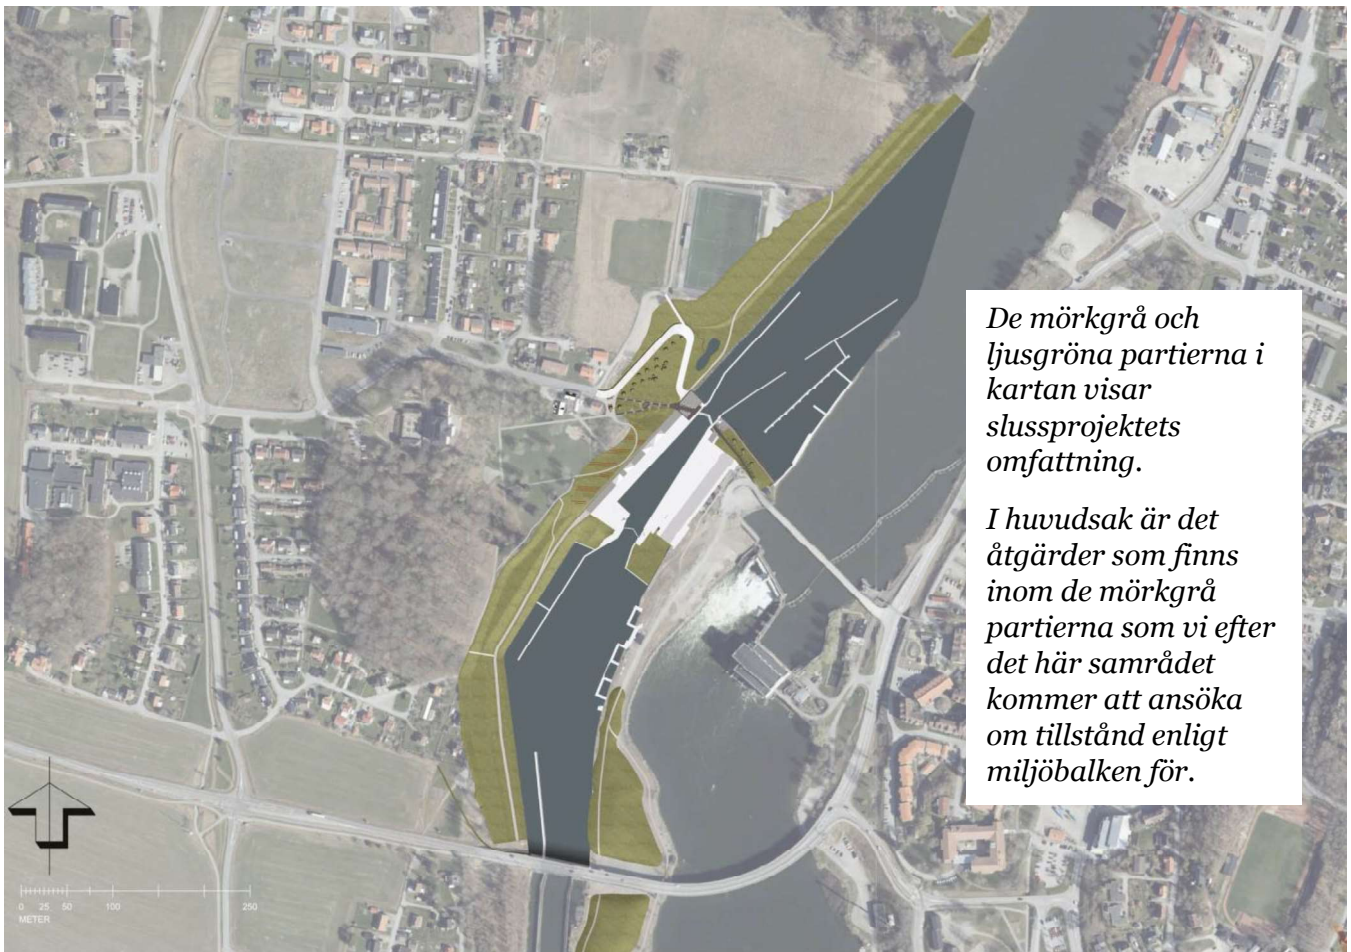 De mörkgrå och
ljusgröna partierna i
kartan visar
slussprojektets
omfattning.
I huvudsak är det
åtgärder som finns
inom de mörkgrå
partierna som vi efter
det här samrådet
kommer att ansöka
om tillstånd enligt
miljöbalken för.
0 25 50 100 250
METER